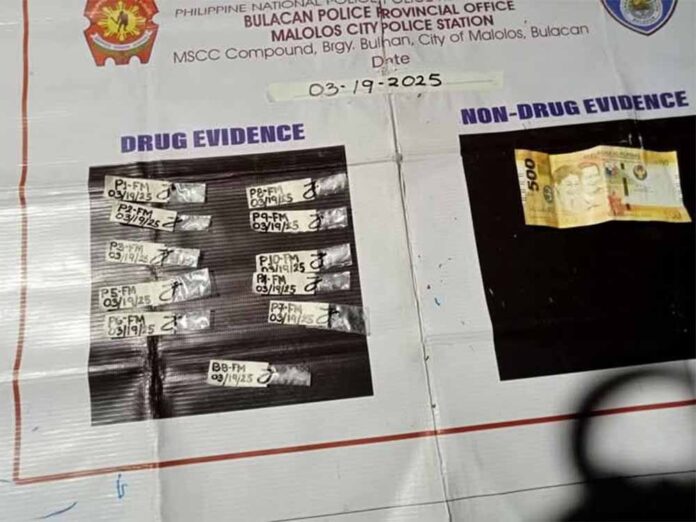 PHILIPPINE NATIONAL POLICE
BULACAN POLICE PROVINCIAL OFFICE
MALOLOS CITY POLICE STATION
MSCC Compound, Brgy. Bulihan, City of Malolos, Bulacan
Date
03-19-2025
DRUG EVIDENCE
NON-DRUG EVIDENCE
P1-FM
03/19/25
P2-FM
03/19/25
P3-FM
03/19/25
P5-FM
03/19/25
P6-FM
03/19/25
P8-FM
03/19/25
P9-FM
03/19/25
P10-FM
03/19/25
03/19/25
P7-FM
03/19/25
BB-FM
03/19/25
500